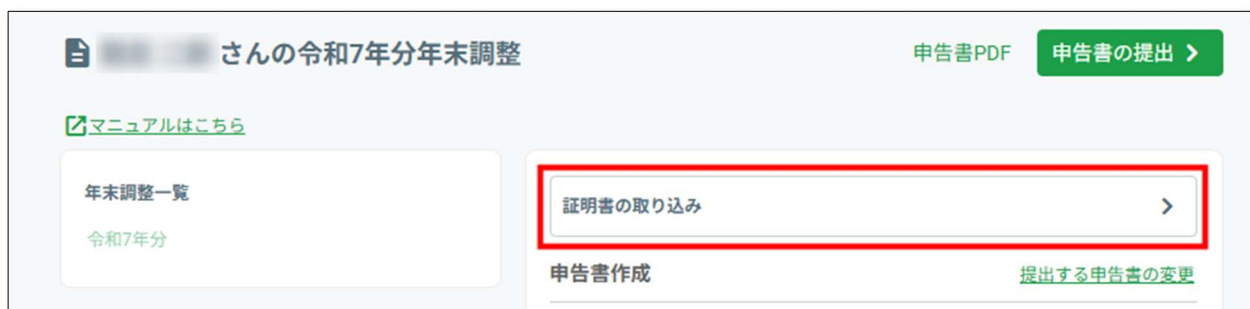 さんの令和7年分年末調整
申告書PDF
申告書の提出
マニュアルはこちら
年末調整一覧
令和7年分
証明書の取り込み
申告書作成
提出する申告書の変更